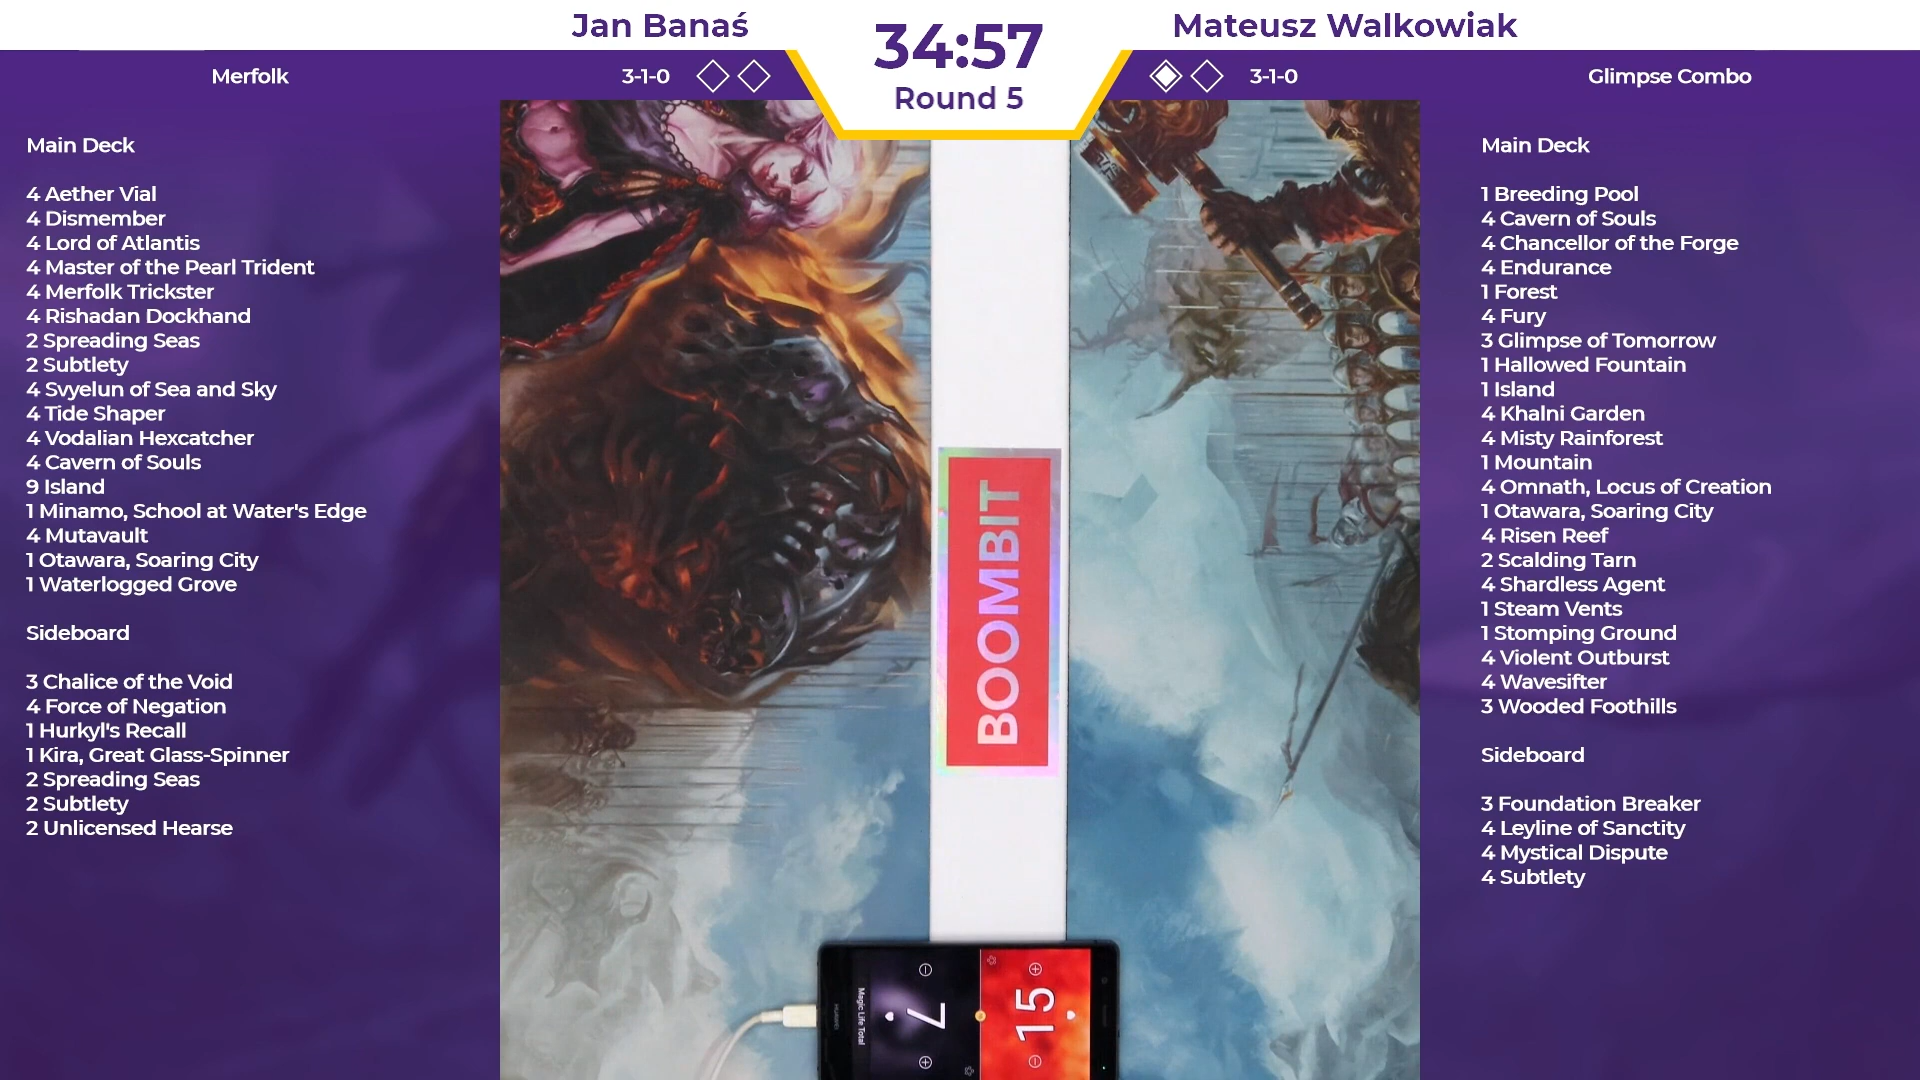 Jan Banaś
34:57
Mateusz Walkowiak
Merfolk
3-1-0
Round 5
3-1-0
Glimpse Combo
Main Deck
4 Aether Vial
4 Dismember
4 Lord of Atlantis
4 Master of the Pearl Trident
4 Merfolk Trickster
4 Rishadan Dockhand
2 Spreading Seas
2 Subtlety
4 Svyelun of Sea and Sky
4 Tide Shaper
4 Vodalian Hexcatcher
4 Cavern of Souls
9 Island
1 Minamo, School at Water's Edge
4 Mutavault
1 Otawara, Soaring City
1 Waterlogged Grove
Sideboard
3 Chalice of the Void
4 Force of Negation
1 Hurkyl's Recall
1 Kira, Great Glass-Spinner
2 Spreading Seas
2 Subtlety
2 Unlicensed Hearse
BOOMBIT
HUAWEI
Magic Life Total
7
15
Main Deck
1 Breeding Pool
4 Cavern of Souls
4 Chancellor of the Forge
4 Endurance
1 Forest
4 Fury
3 Glimpse of Tomorrow
1 Hallowed Fountain
1 Island
4 Khalni Garden
4 Misty Rainforest
1 Mountain
4 Omnath, Locus of Creation
1 Otawara, Soaring City
4 Risen Reef
2 Scalding Tarn
4 Shardless Agent
1 Steam Vents
1 Stomping Ground
4 Violent Outburst
4 Wavesifter
3 Wooded Foothills
Sideboard
3 Foundation Breaker
4 Leyline of Sanctity
4 Mystical Dispute
4 Subtlety